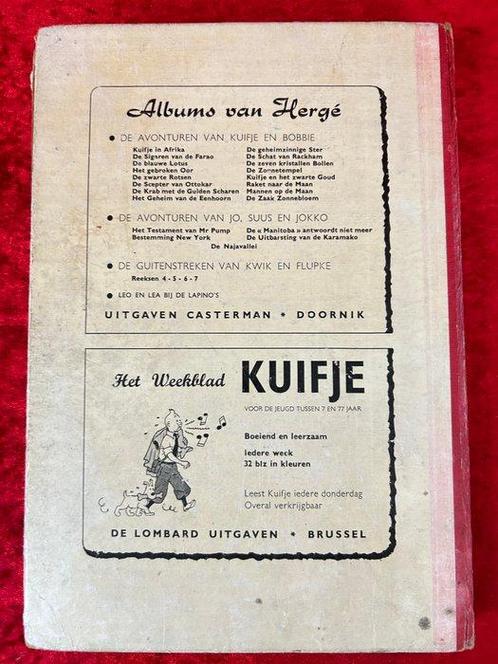 Albums van Hergé
• DE AVONTUREN VAN KUIFJE EN BOBBIE
Kuifje in Afrika
De Sigaren van de Farao
De blauwe Lotus
Het gebroken Oor
De zwarte Rotsen
De Scepter van Ottokar
De Krab met de Gulden Scharen
Het Geheim van de Eenhoorn
De geheimzinnige Ster
De Schat van Rackham
De zeven kristallen Bollen
De Zonnetempel
Kuifje en het zwarte Goud
Raket naar de Maan
Mannen op de Maan
De Zaak Zonnebloem
• DE AVONTUREN VAN JO, SUUS EN JOKKO
Het Testament van Mr Pump
Bestemming New York
De « Manitoba » antwoordt niet meer
De Uitbarsting van de Karamako
De Najavallei
• DE GUITENSTREKEN VAN KWIK EN FLUPKE
Reeksen 4 - 5 - 6 - 7
• LEO EN LEA BIJ DE LAPINO'S
UITGAVEN CASTERMAN * DOORNIK
Het Weekblad KUIFJE
VOOR DE JEUGD TUSSEN 7 EN 77 JAAR
Boeiend en leerzaam
Iedere week
32 blz in kleuren
Leest Kuifje iedere donderdag
Overal verkrijgbaar
DE LOMBARD UITGAVEN * BRUSSEL